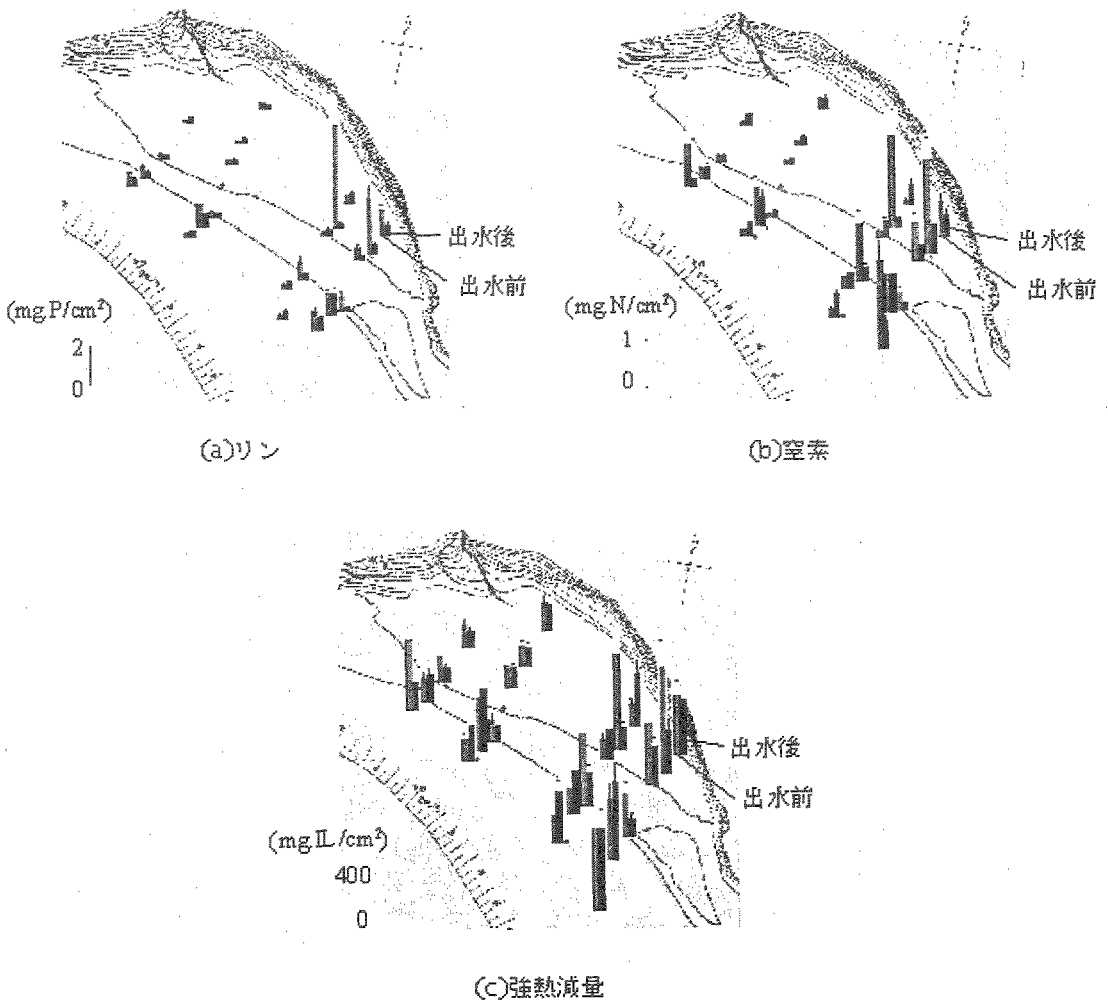 出水後
出水前
(mg.P/cm²)
2
0
(a)リン
出水後
出水前
(mg.N/cm²)
1
0
(b)窒素
出水後
出水前
(mg.IL/cm²)
400
0
(c)強熱減量